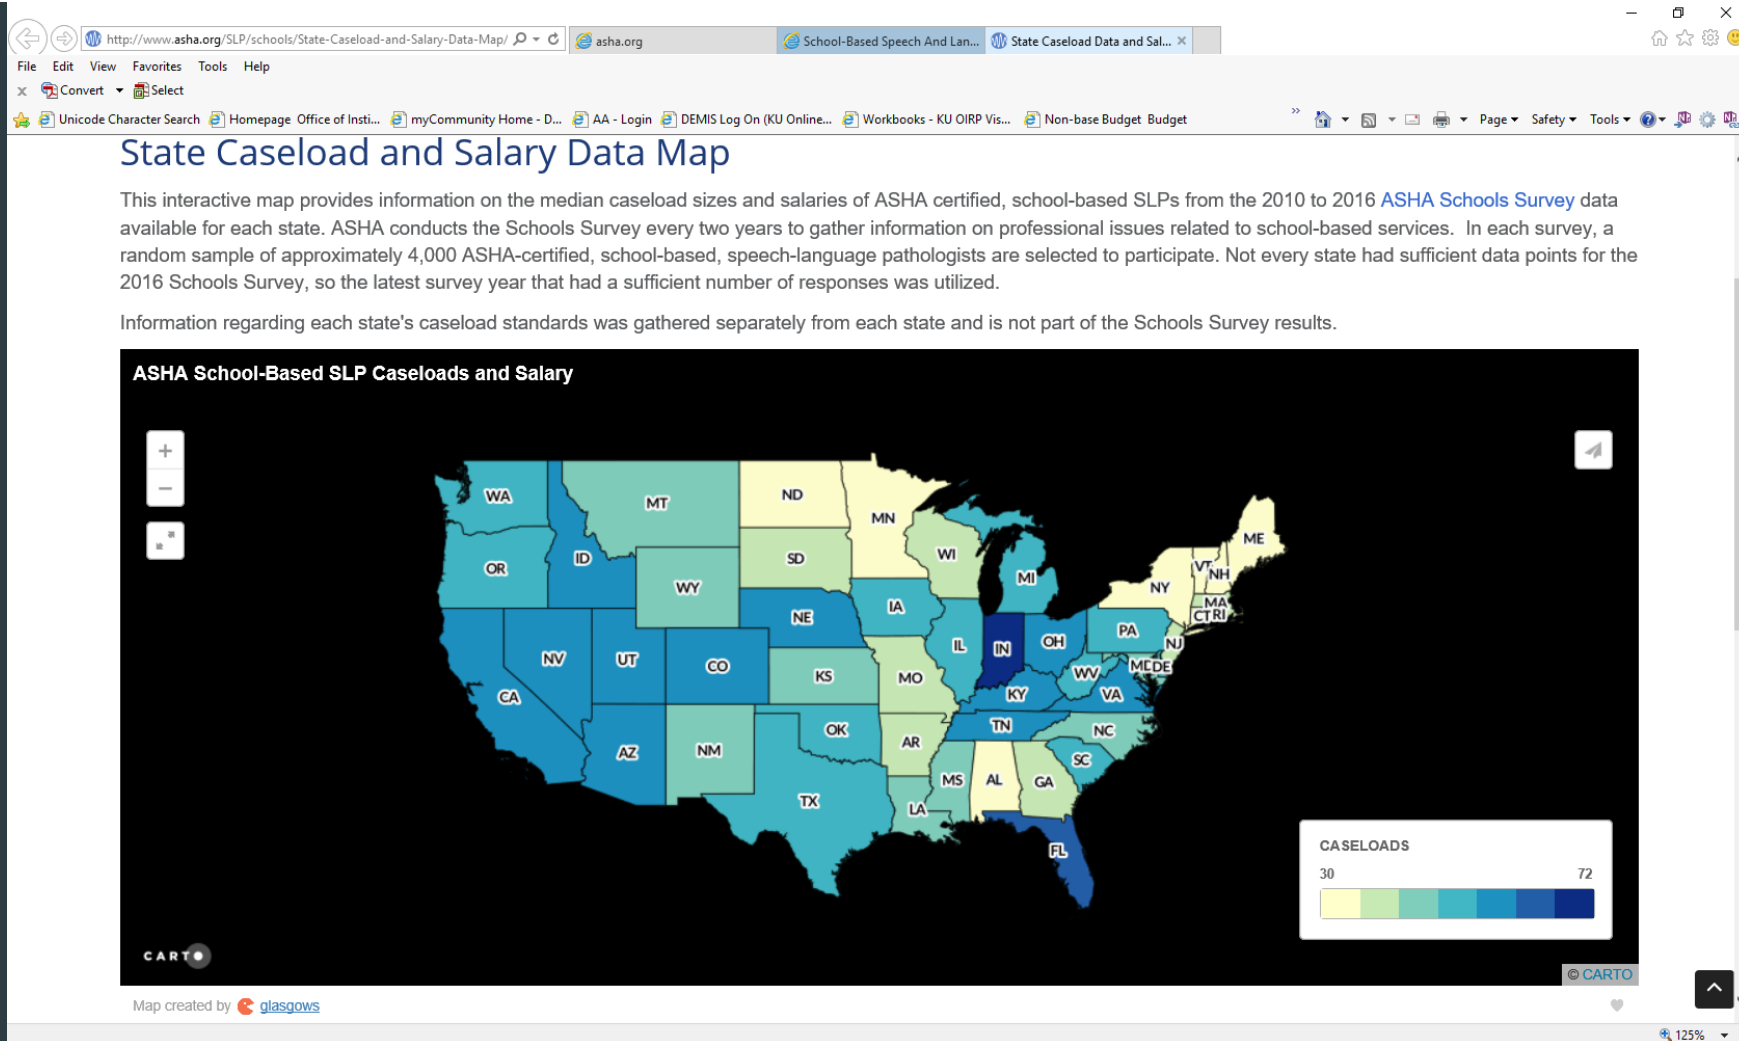 http://www.asha.org/SLP/schools/State-Caseload-and-Salary-Data-Map/
asha.org
School-Based Speech And Lan...
State Caseload Data and Sal...
File Edit View Favorites Tools Help
x Convert Select
Unicode Character Search Homepage Office of Insti... myCommunity Home - D... AA - Login DEMIS Log On (KU Online... Workbooks - KU OIRP Vis... Non-base Budget Budget » Page Safety Tools
State Caseload and Salary Data Map
This interactive map provides information on the median caseload sizes and salaries of ASHA certified, school-based SLPs from the 2010 to 2016 ASHA Schools Survey data
available for each state. ASHA conducts the Schools Survey every two years to gather information on professional issues related to school-based services. In each survey, a
random sample of approximately 4,000 ASHA-certified, school-based, speech-language pathologists are selected to participate. Not every state had sufficient data points for the
2016 Schools Survey, so the latest survey year that had a sufficient number of responses was utilized.
Information regarding each state's caseload standards was gathered separately from each state and is not part of the Schools Survey results.
ASHA School-Based SLP Caseloads and Salary
+
−
WA
MT
ND
MN
OR
ID
WY
SD
WI
MI
NY
VT
NH
ME
MA
CT
RI
NV
UT
CO
NE
IA
IL
IN
OH
PA
NJ
CA
KS
MO
KY
WV
VA
MD
DE
AZ
NM
OK
AR
TN
NC
SC
TX
LA
MS
AL
GA
FL
CASELOADS
30 72
CARTO
© CARTO
Map created by glasgows
125%